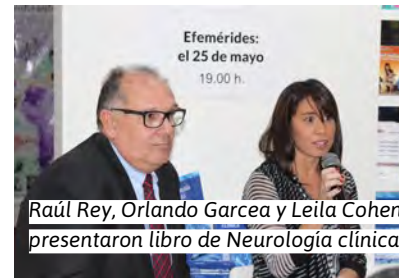 Efemérides:
el 25 de mayo
19.00 h.
Raúl Rey, Orlando Garcea y Leila Cohen
presentaron libro de Neurología clínica